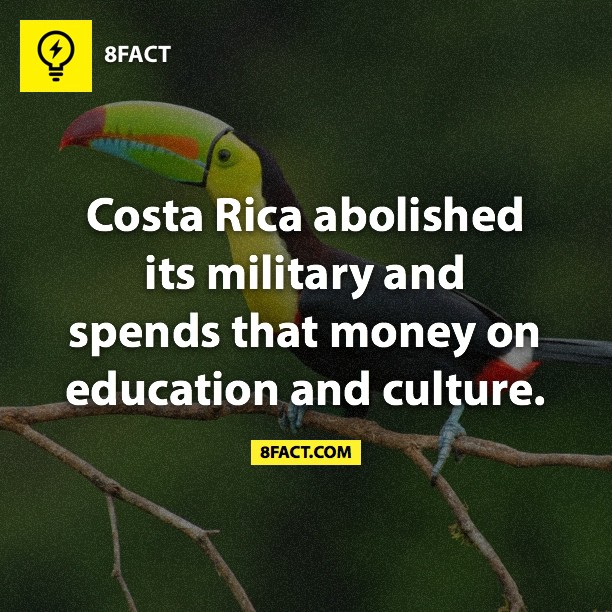 8FACT
Costa Rica abolished
its military and
spends that money on
education and culture.
8FACT.COM